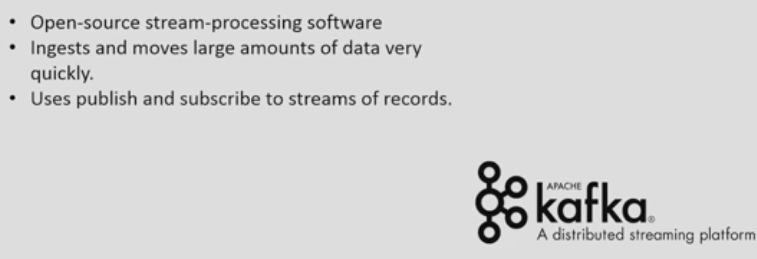 • Open-source stream-processing software
• Ingests and moves large amounts of data very
quickly.
• Uses publish and subscribe to streams of records.
APACHE
kafka®
A distributed streaming platform